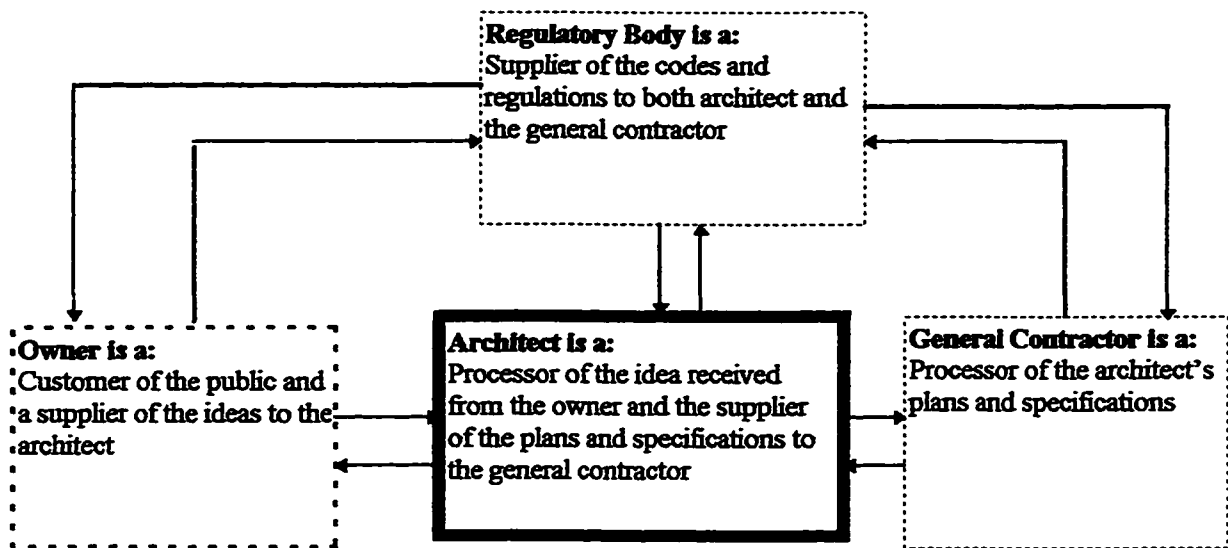 Regulatory Body is a:
Supplier of the codes and
regulations to both architect and
the general contractor
Owner is a:
Customer of the public and
a supplier of the ideas to the
architect
Architect is a:
Processor of the idea received
from the owner and the supplier
of the plans and specifications to
the general contractor
General Contractor is a:
Processor of the architect's
plans and specifications